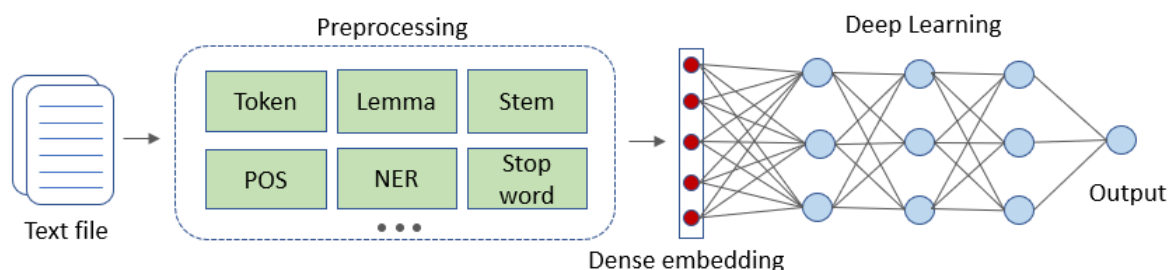 Preprocessing
Deep Learning
Token
Lemma
Stem
POS
NER
Stop
word
Text file
Output
Dense embedding